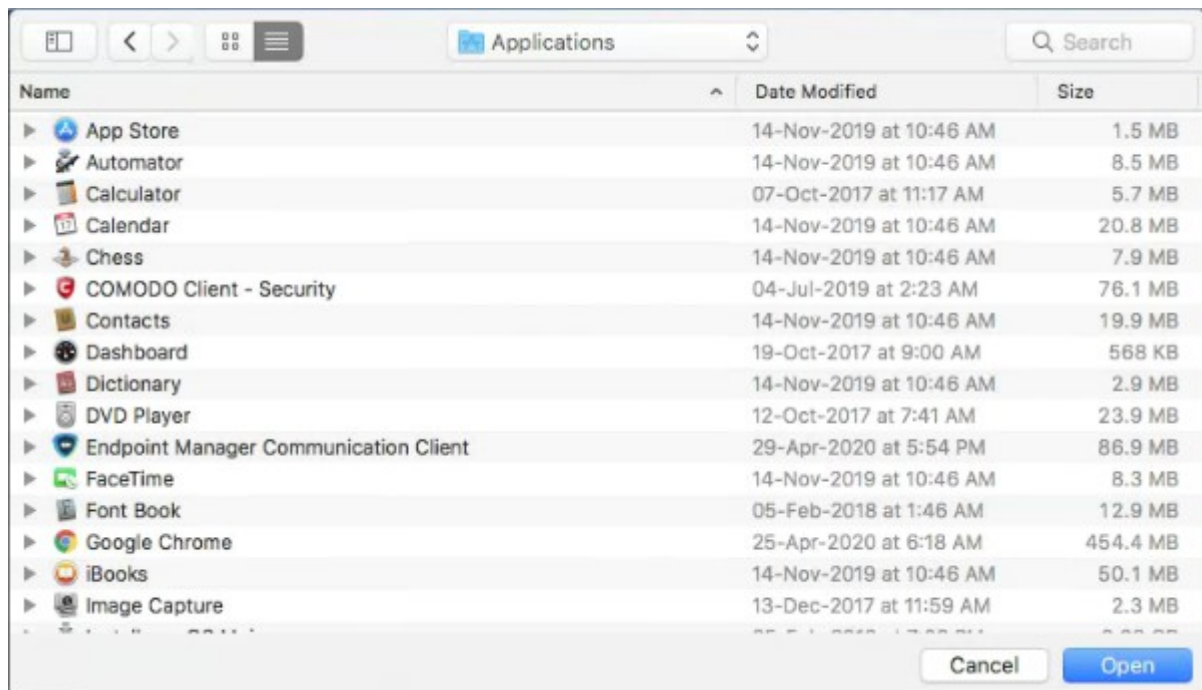 Applications
Search
Name Date Modified Size
App Store 14-Nov-2019 at 10:46 AM 1.5 MB
Automator 14-Nov-2019 at 10:46 AM 8.5 MB
Calculator 07-Oct-2017 at 11:17 AM 5.7 MB
Calendar 14-Nov-2019 at 10:46 AM 20.8 MB
Chess 14-Nov-2019 at 10:46 AM 7.9 MB
COMODO Client - Security 04-Jul-2019 at 2:23 AM 76.1 MB
Contacts 14-Nov-2019 at 10:46 AM 19.9 MB
Dashboard 19-Oct-2017 at 9:00 AM 568 KB
Dictionary 14-Nov-2019 at 10:46 AM 2.9 MB
DVD Player 12-Oct-2017 at 7:41 AM 23.9 MB
Endpoint Manager Communication Client 29-Apr-2020 at 5:54 PM 86.9 MB
FaceTime 14-Nov-2019 at 10:46 AM 8.3 MB
Font Book 05-Feb-2018 at 1:46 AM 12.9 MB
Google Chrome 25-Apr-2020 at 6:18 AM 454.4 MB
iBooks 14-Nov-2019 at 10:46 AM 50.1 MB
Image Capture 13-Dec-2017 at 11:59 AM 2.3 MB
Cancel Open